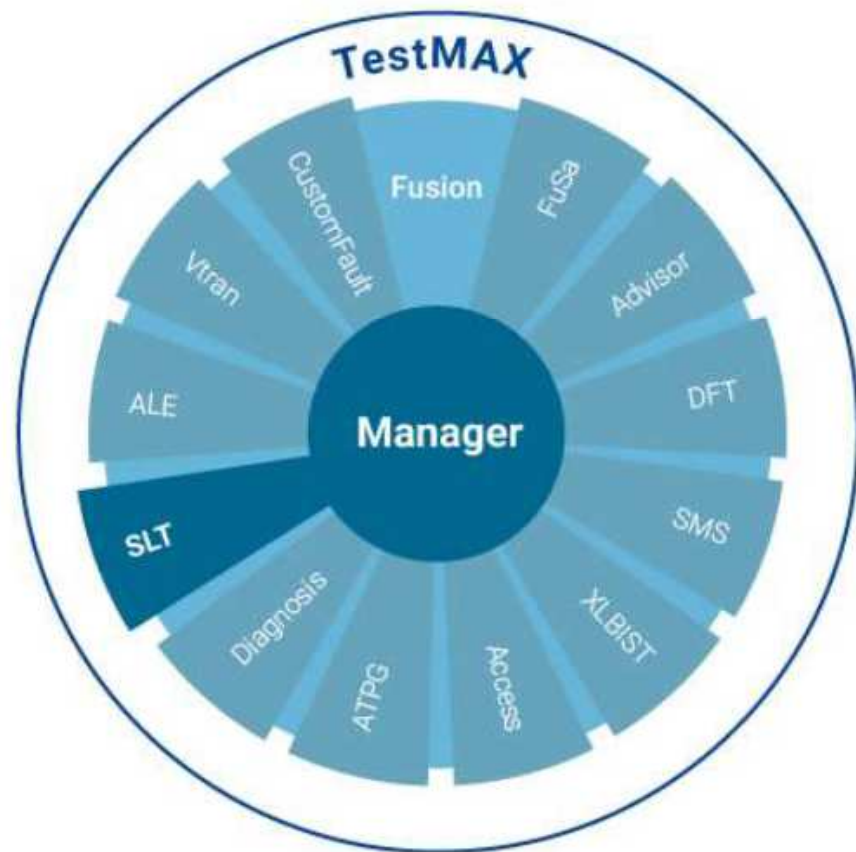 TestMAX
Fusion
FuSa
Advisor
DFT
SMS
XLBIST
Access
ATPG
Diagnosis
SLT
ALE
Vtran
CustomFault
Manager